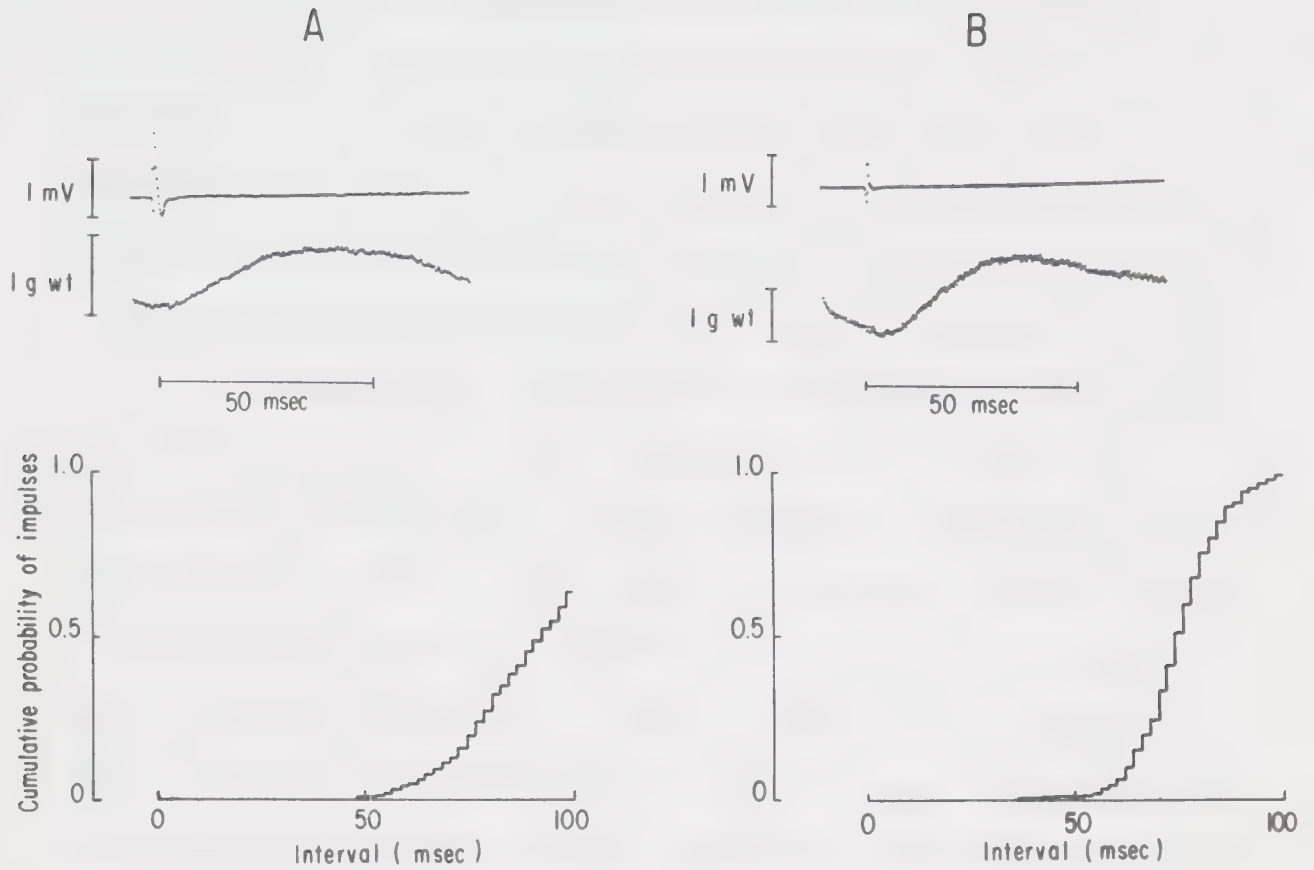 A
B
1 mV
1 mV
1 g wt
1 g wt
50 msec
50 msec
Cumulative probability of impulses
1.0
0.5
0
0
50
100
Interval ( msec )
1.0
0.5
0
0
50
100
Interval (msec)